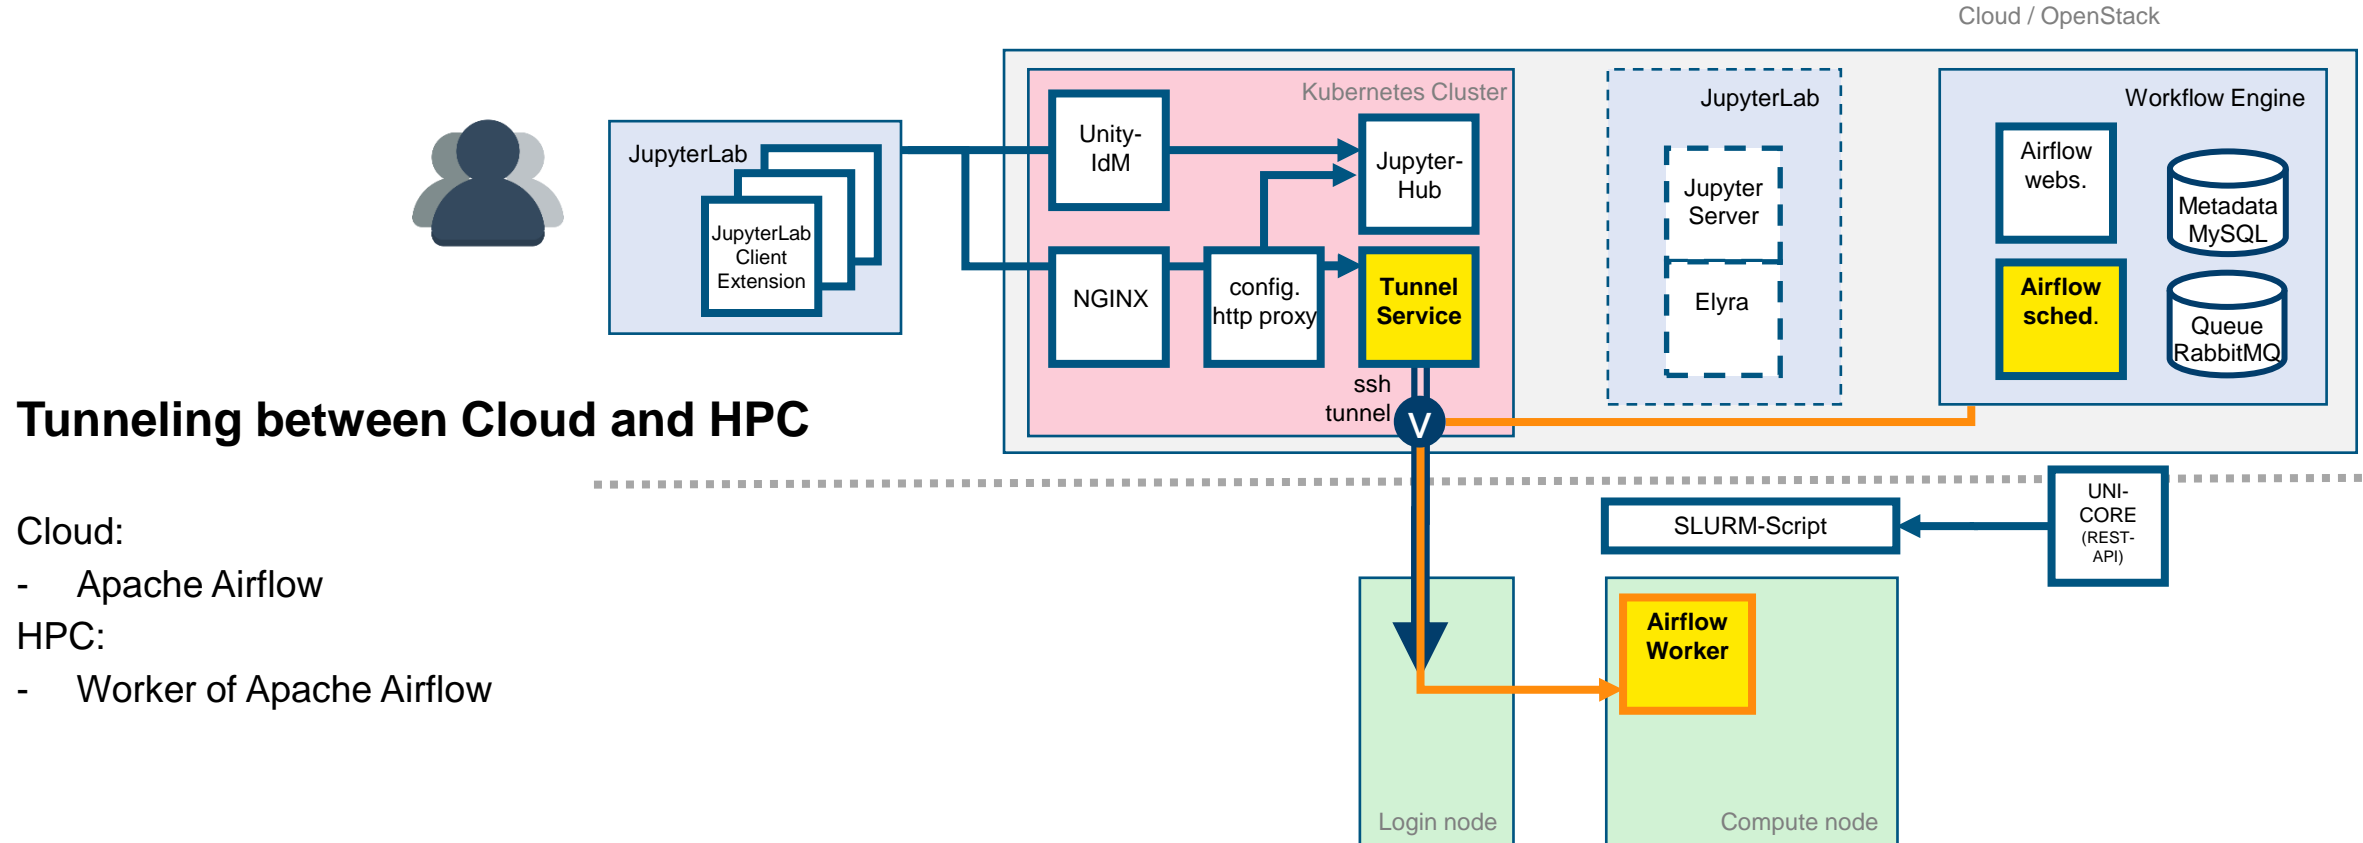 Cloud / OpenStack
Kubernetes Cluster
JupyterLab
Workflow Engine
JupyterLab
JupyterLab
Client
Extension
Unity-
IdM
Jupyter-
Hub
NGINX
config.
http proxy
Tunnel
Service
ssh
tunnel
V
Jupyter
Server
Elyra
Airflow
webs.
Metadata
MySQL
Airflow
sched.
Queue
RabbitMQ
Tunneling between Cloud and HPC
Cloud:
- Apache Airflow
HPC:
- Worker of Apache Airflow
SLURM-Script
UNI-
CORE
(REST-
API)
Airflow
Worker
Login node
Compute node